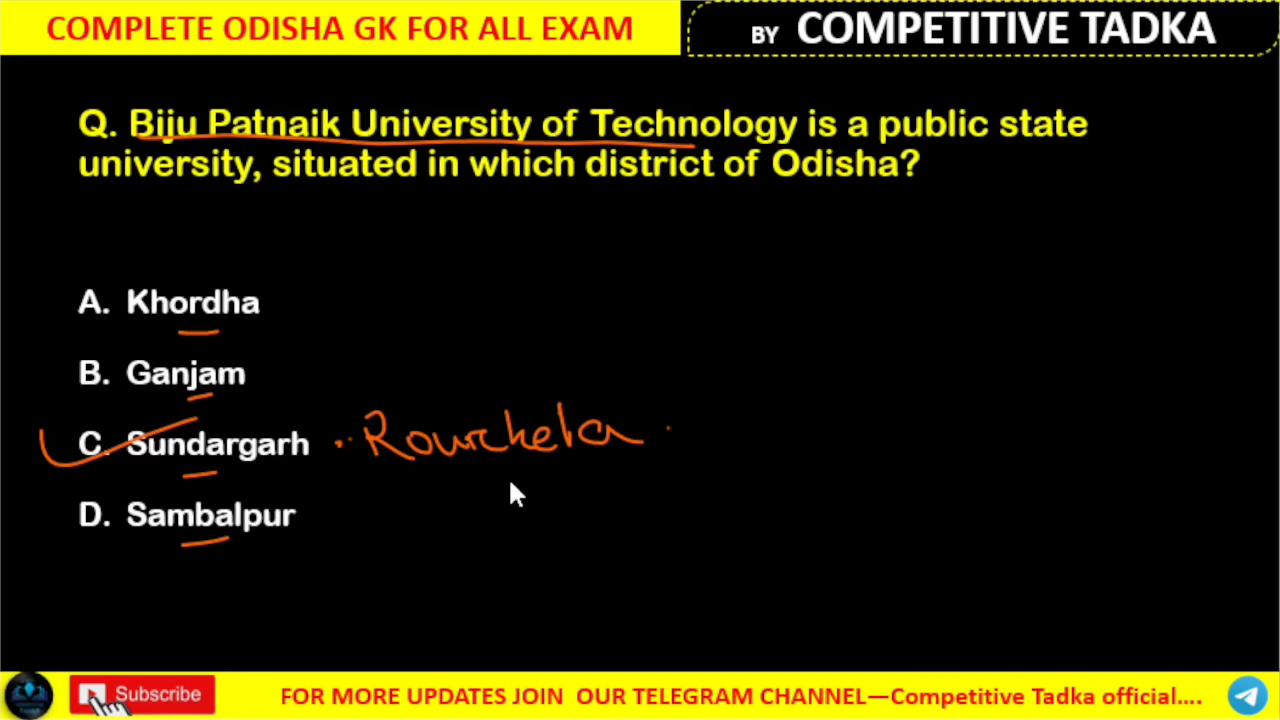 COMPLETE ODISHA GK FOR ALL EXAM
BY COMPETITIVE TADKA
Q. Biju Patnaik University of Technology is a public state
university, situated in which district of Odisha?
A. Khordha
B. Ganjam
C. Sundargarh
Rourkela
D. Sambalpur
Subscribe
FOR MORE UPDATES JOIN OUR TELEGRAM CHANNEL—Competitive Tadka official....